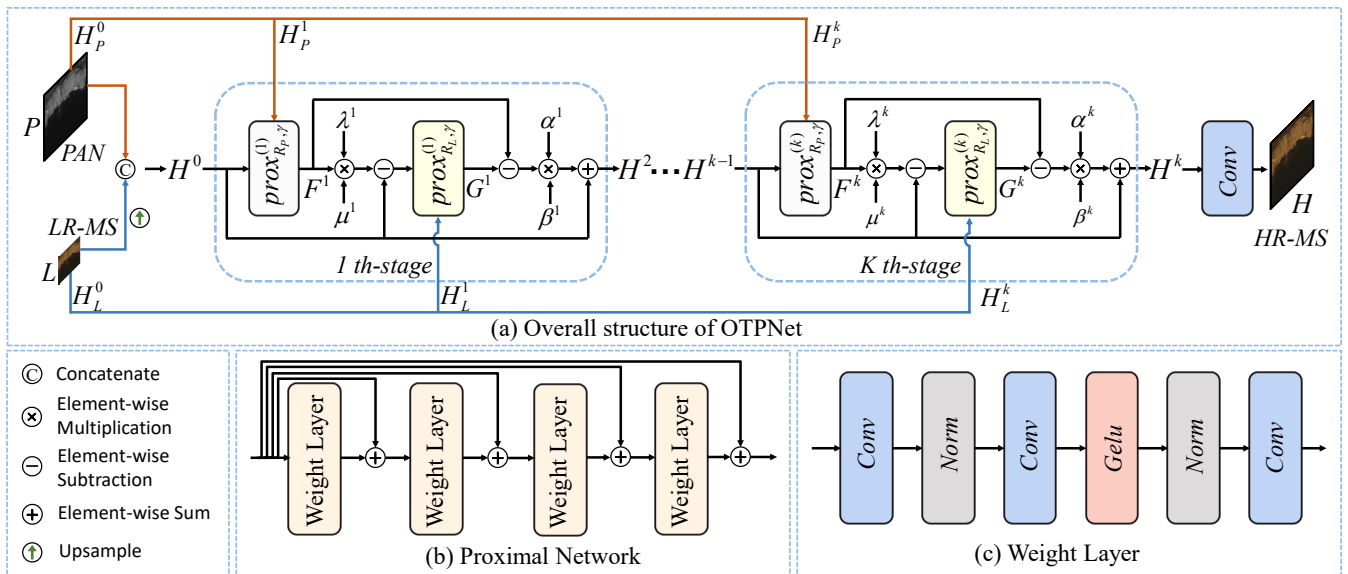 H_P^0
H_P^1
H_P^k
P
PAN
C
H^0
LR-MS
L
H_L^0
prox_{R_P,γ}^{(1)}
F^1
λ^1
μ^1
prox_{R_L,γ}^{(1)}
G^1
α^1
β^1
1 th-stage
H_L^1
H^2
H^{k-1}
prox_{R_P,γ}^{(k)}
F^k
λ^k
μ^k
prox_{R_L,γ}^{(k)}
G^k
α^k
β^k
K th-stage
H_L^k
H^k
Conv
H
HR-MS
(a) Overall structure of OTPNet
C Concatenate
Element-wise
Multiplication
Element-wise
Subtraction
Element-wise Sum
Upsample
Weight Layer
Weight Layer
Weight Layer
Weight Layer
(b) Proximal Network
Conv
Norm
Conv
Gelu
Norm
Conv
(c) Weight Layer